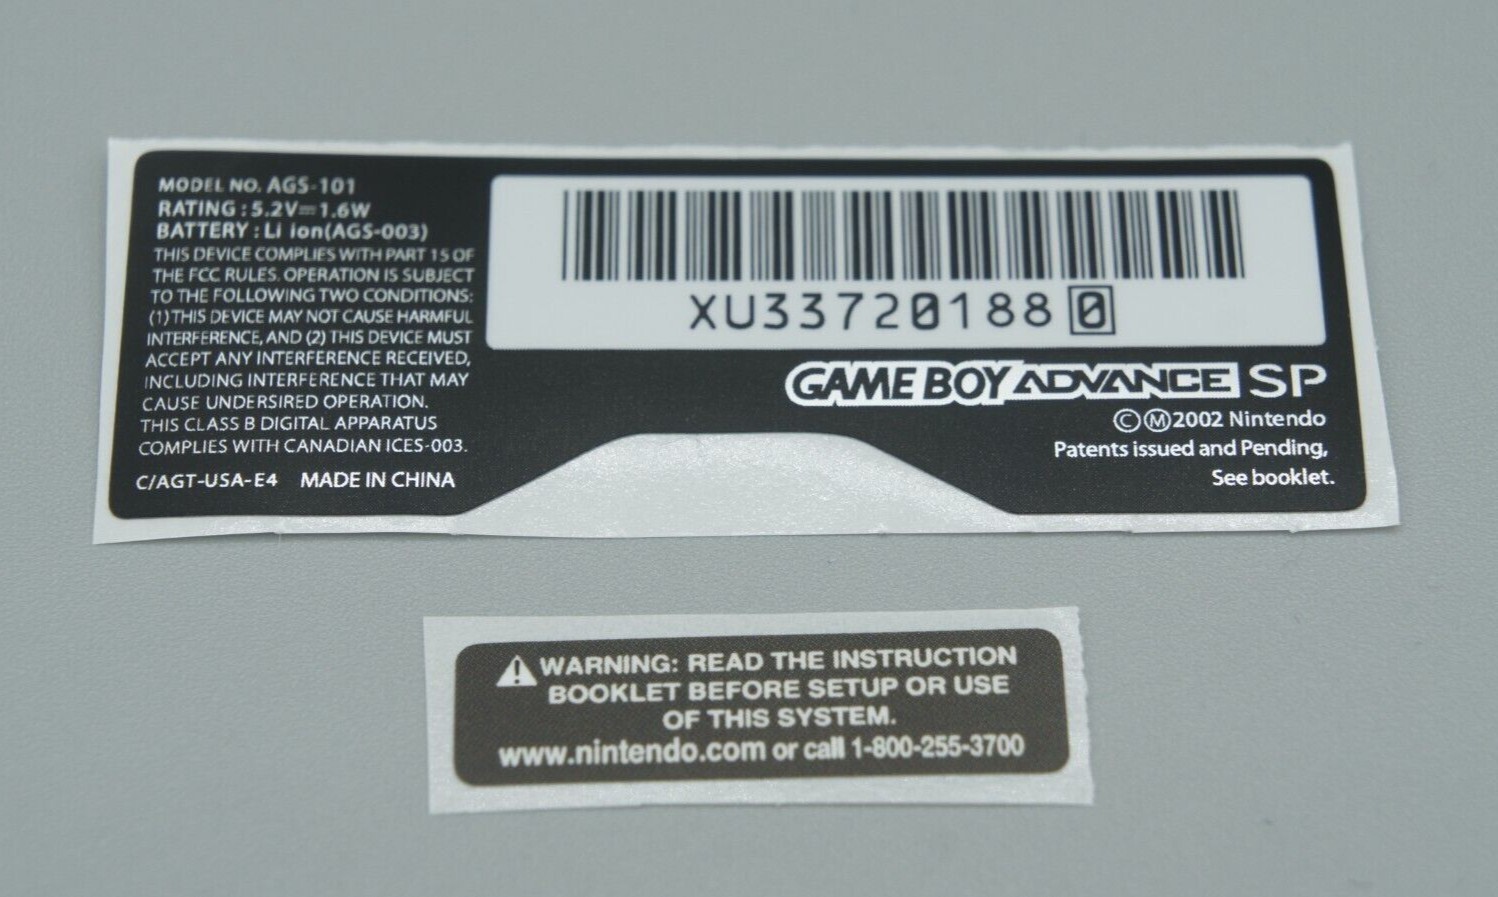 MODEL NO. AGS-101
RATING : 5.2V⎓1.6W
BATTERY : Li ion(AGS-003)
THIS DEVICE COMPLIES WITH PART 15 OF
THE FCC RULES. OPERATION IS SUBJECT
TO THE FOLLOWING TWO CONDITIONS:
(1) THIS DEVICE MAY NOT CAUSE HARMFUL
INTERFERENCE, AND (2) THIS DEVICE MUST
ACCEPT ANY INTERFERENCE RECEIVED,
INCLUDING INTERFERENCE THAT MAY
CAUSE UNDERSIRED OPERATION.
THIS CLASS B DIGITAL APPARATUS
COMPLIES WITH CANADIAN ICES-003.
C/AGT-USA-E4 MADE IN CHINA
XU33720188 0
GAME BOY ADVANCE SP
ⒸⓂ2002 Nintendo
Patents issued and Pending,
See booklet.
⚠ WARNING: READ THE INSTRUCTION
BOOKLET BEFORE SETUP OR USE
OF THIS SYSTEM.
www.nintendo.com or call 1-800-255-3700